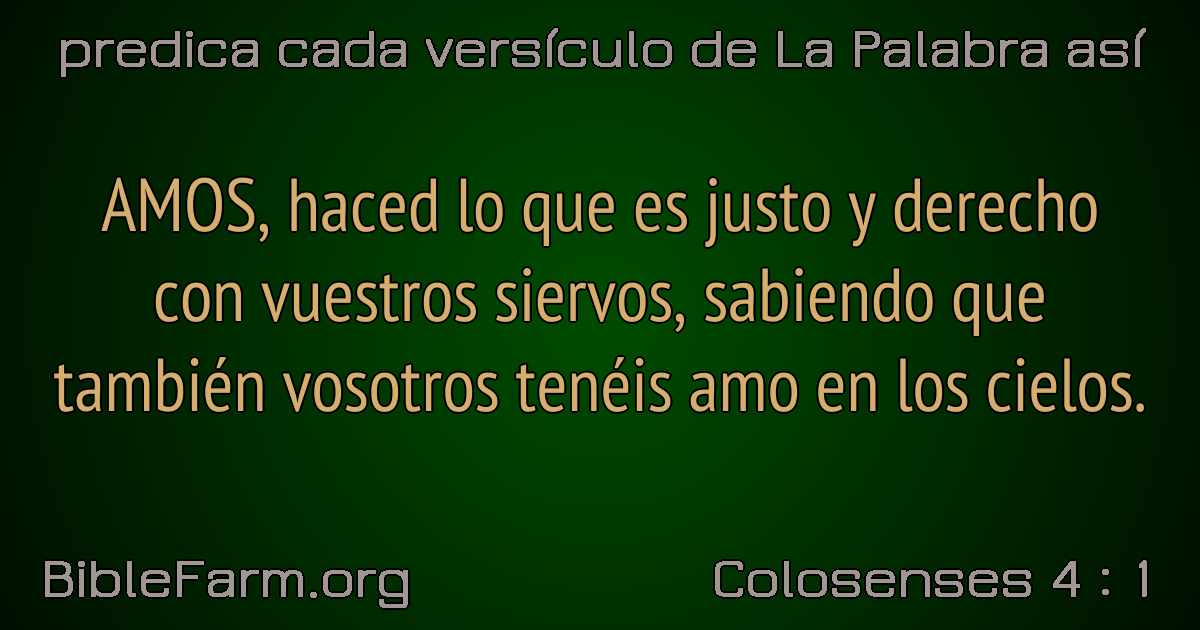 predica cada versículo de La Palabra así
AMOS, haced lo que es justo y derecho
con vuestros siervos, sabiendo que
también vosotros tenéis amo en los cielos.
BibleFarm.org
Colosenses 4 : 1